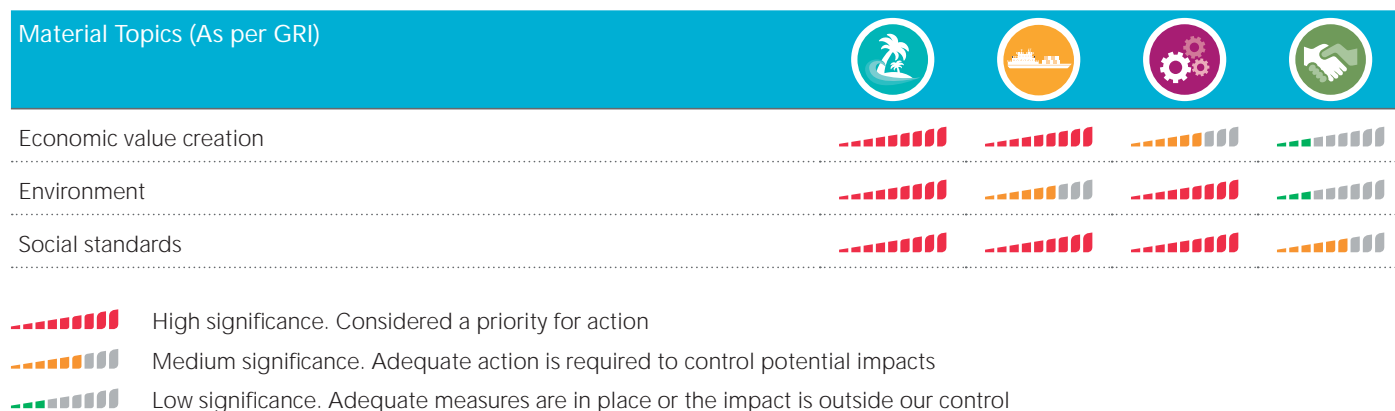 Material Topics (As per GRI)
Economic value creation
Environment
Social standards
High significance. Considered a priority for action
Medium significance. Adequate action is required to control potential impacts
Low significance. Adequate measures are in place or the impact is outside our control